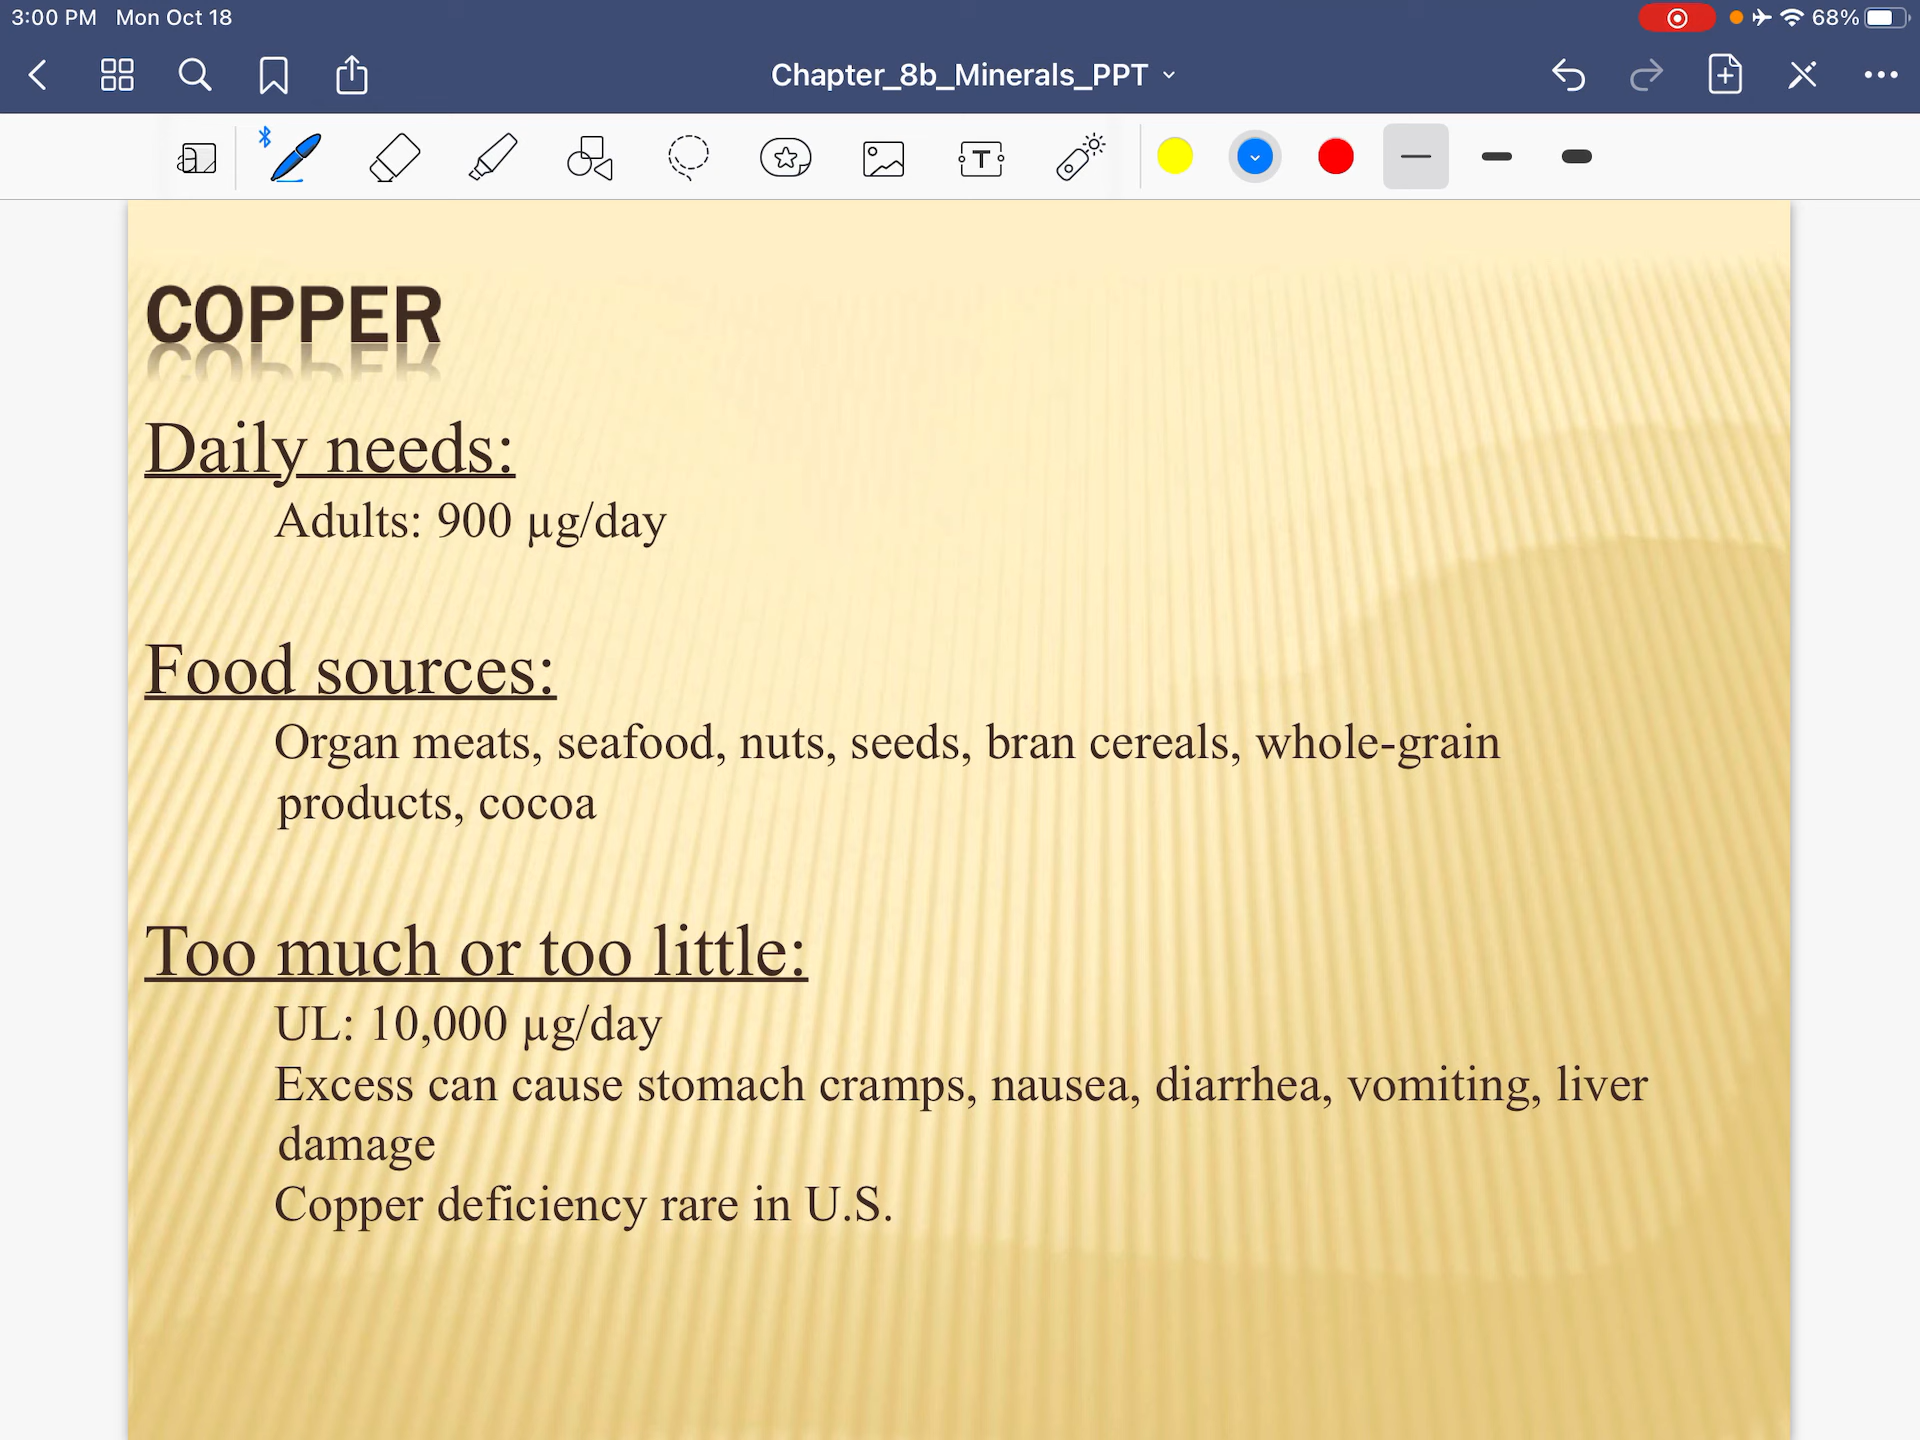 3:00 PM Mon Oct 18
68%
Chapter_8b_Minerals_PPT
COPPER
Daily needs:
Adults: 900 µg/day
Food sources:
Organ meats, seafood, nuts, seeds, bran cereals, whole-grain
products, cocoa
Too much or too little:
UL: 10,000 µg/day
Excess can cause stomach cramps, nausea, diarrhea, vomiting, liver
damage
Copper deficiency rare in U.S.